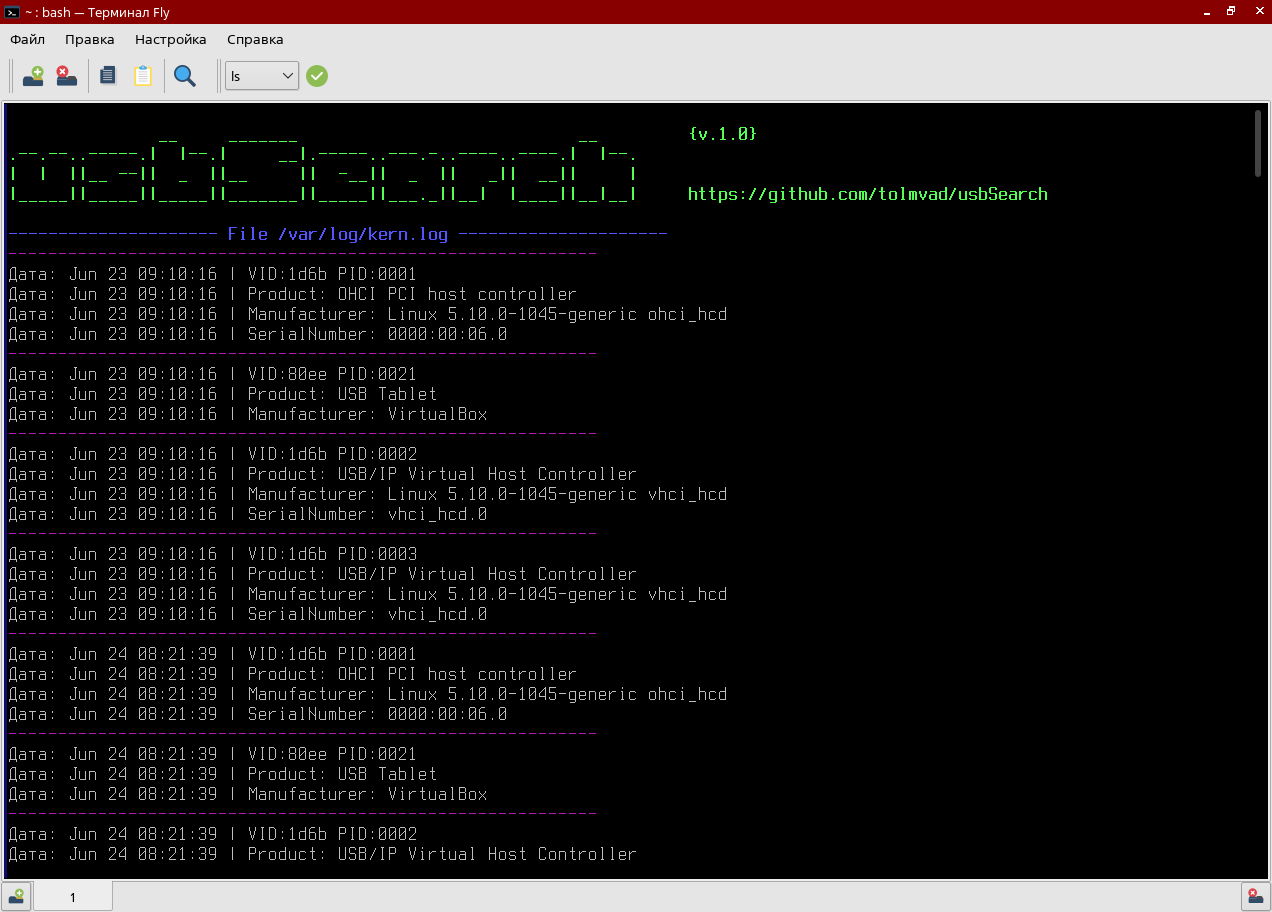 ~ : bash — Терминал Fly
Файл Правка Настройка Справка
ls
usbSearch
{v.1.0}
https://github.com/tolmvad/usbSearch
--------------------- File /var/log/kern.log ---------------------
-----------------------------------------------------------
Дата: Jun 23 09:10:16 | VID:1d6b PID:0001
Дата: Jun 23 09:10:16 | Product: OHCI PCI host controller
Дата: Jun 23 09:10:16 | Manufacturer: Linux 5.10.0-1045-generic ohci_hcd
Дата: Jun 23 09:10:16 | SerialNumber: 0000:00:06.0
-----------------------------------------------------------
Дата: Jun 23 09:10:16 | VID:80ee PID:0021
Дата: Jun 23 09:10:16 | Product: USB Tablet
Дата: Jun 23 09:10:16 | Manufacturer: VirtualBox
-----------------------------------------------------------
Дата: Jun 23 09:10:16 | VID:1d6b PID:0002
Дата: Jun 23 09:10:16 | Product: USB/IP Virtual Host Controller
Дата: Jun 23 09:10:16 | Manufacturer: Linux 5.10.0-1045-generic vhci_hcd
Дата: Jun 23 09:10:16 | SerialNumber: vhci_hcd.0
-----------------------------------------------------------
Дата: Jun 23 09:10:16 | VID:1d6b PID:0003
Дата: Jun 23 09:10:16 | Product: USB/IP Virtual Host Controller
Дата: Jun 23 09:10:16 | Manufacturer: Linux 5.10.0-1045-generic vhci_hcd
Дата: Jun 23 09:10:16 | SerialNumber: vhci_hcd.0
-----------------------------------------------------------
Дата: Jun 24 08:21:39 | VID:1d6b PID:0001
Дата: Jun 24 08:21:39 | Product: OHCI PCI host controller
Дата: Jun 24 08:21:39 | Manufacturer: Linux 5.10.0-1045-generic ohci_hcd
Дата: Jun 24 08:21:39 | SerialNumber: 0000:00:06.0
-----------------------------------------------------------
Дата: Jun 24 08:21:39 | VID:80ee PID:0021
Дата: Jun 24 08:21:39 | Product: USB Tablet
Дата: Jun 24 08:21:39 | Manufacturer: VirtualBox
-----------------------------------------------------------
Дата: Jun 24 08:21:39 | VID:1d6b PID:0002
Дата: Jun 24 08:21:39 | Product: USB/IP Virtual Host Controller
1